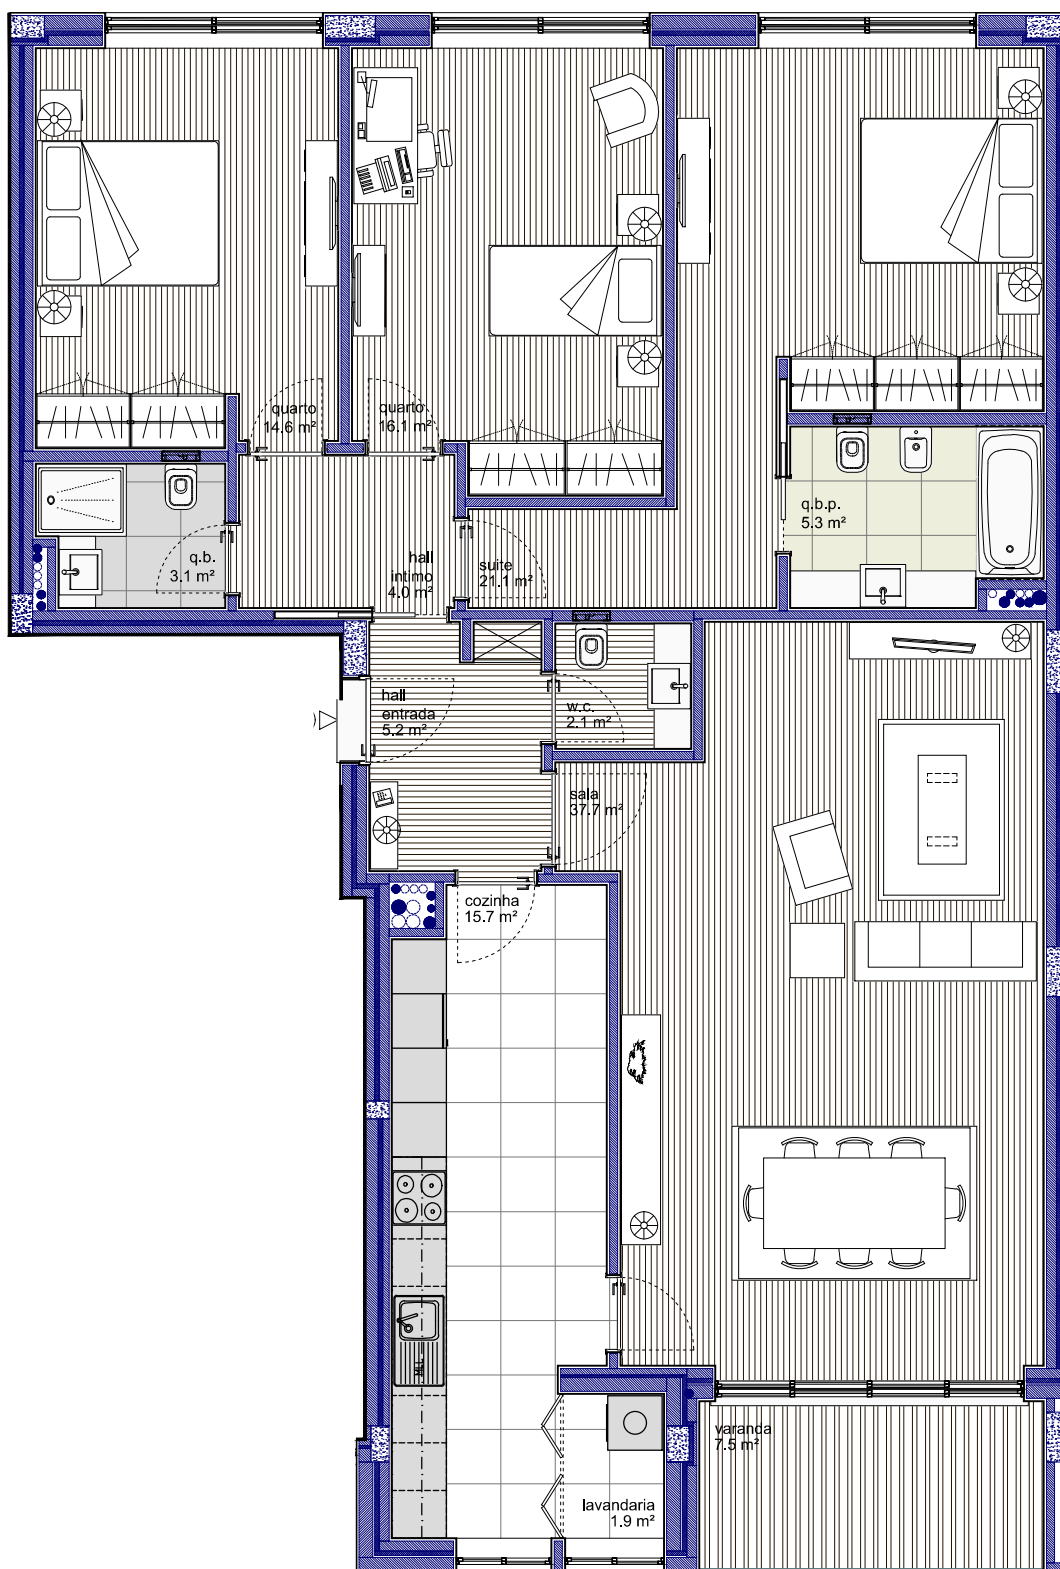 quarto
14.6 m²
quarto
16.1 m²
q.b.p.
5.3 m²
q.b.
3.1 m²
hall
intimo
4.0 m²
suite
21.1 m²
hall
entrada
5.2 m²
w.c.
2.1 m²
sala
37.7 m²
cozinha
15.7 m²
varanda
7.5 m²
lavandaria
1.9 m²